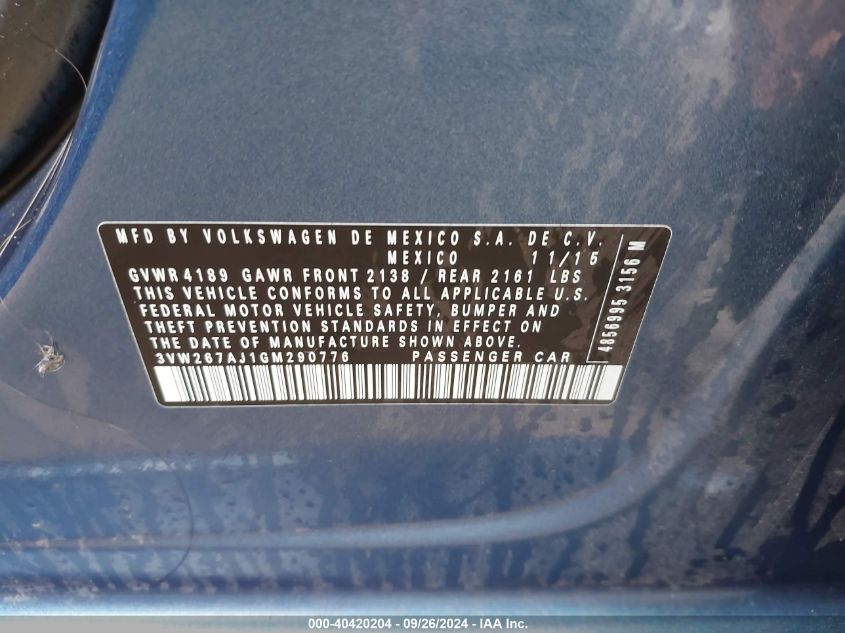 MFD BY VOLKSWAGEN DE MEXICO S.A. DE C.V.
MEXICO 11/15
GVWR 4189 GAWR FRONT 2138 / REAR 2161 LBS
THIS VEHICLE CONFORMS TO ALL APPLICABLE U.S.
FEDERAL MOTOR VEHICLE SAFETY, BUMPER AND
THEFT PREVENTION STANDARDS IN EFFECT ON
THE DATE OF MANUFACTURE SHOWN ABOVE.
3VW267AJ1GM290776 PASSENGER CAR
4856995 3156 M
000-40420204 - 09/26/2024 - IAA Inc.